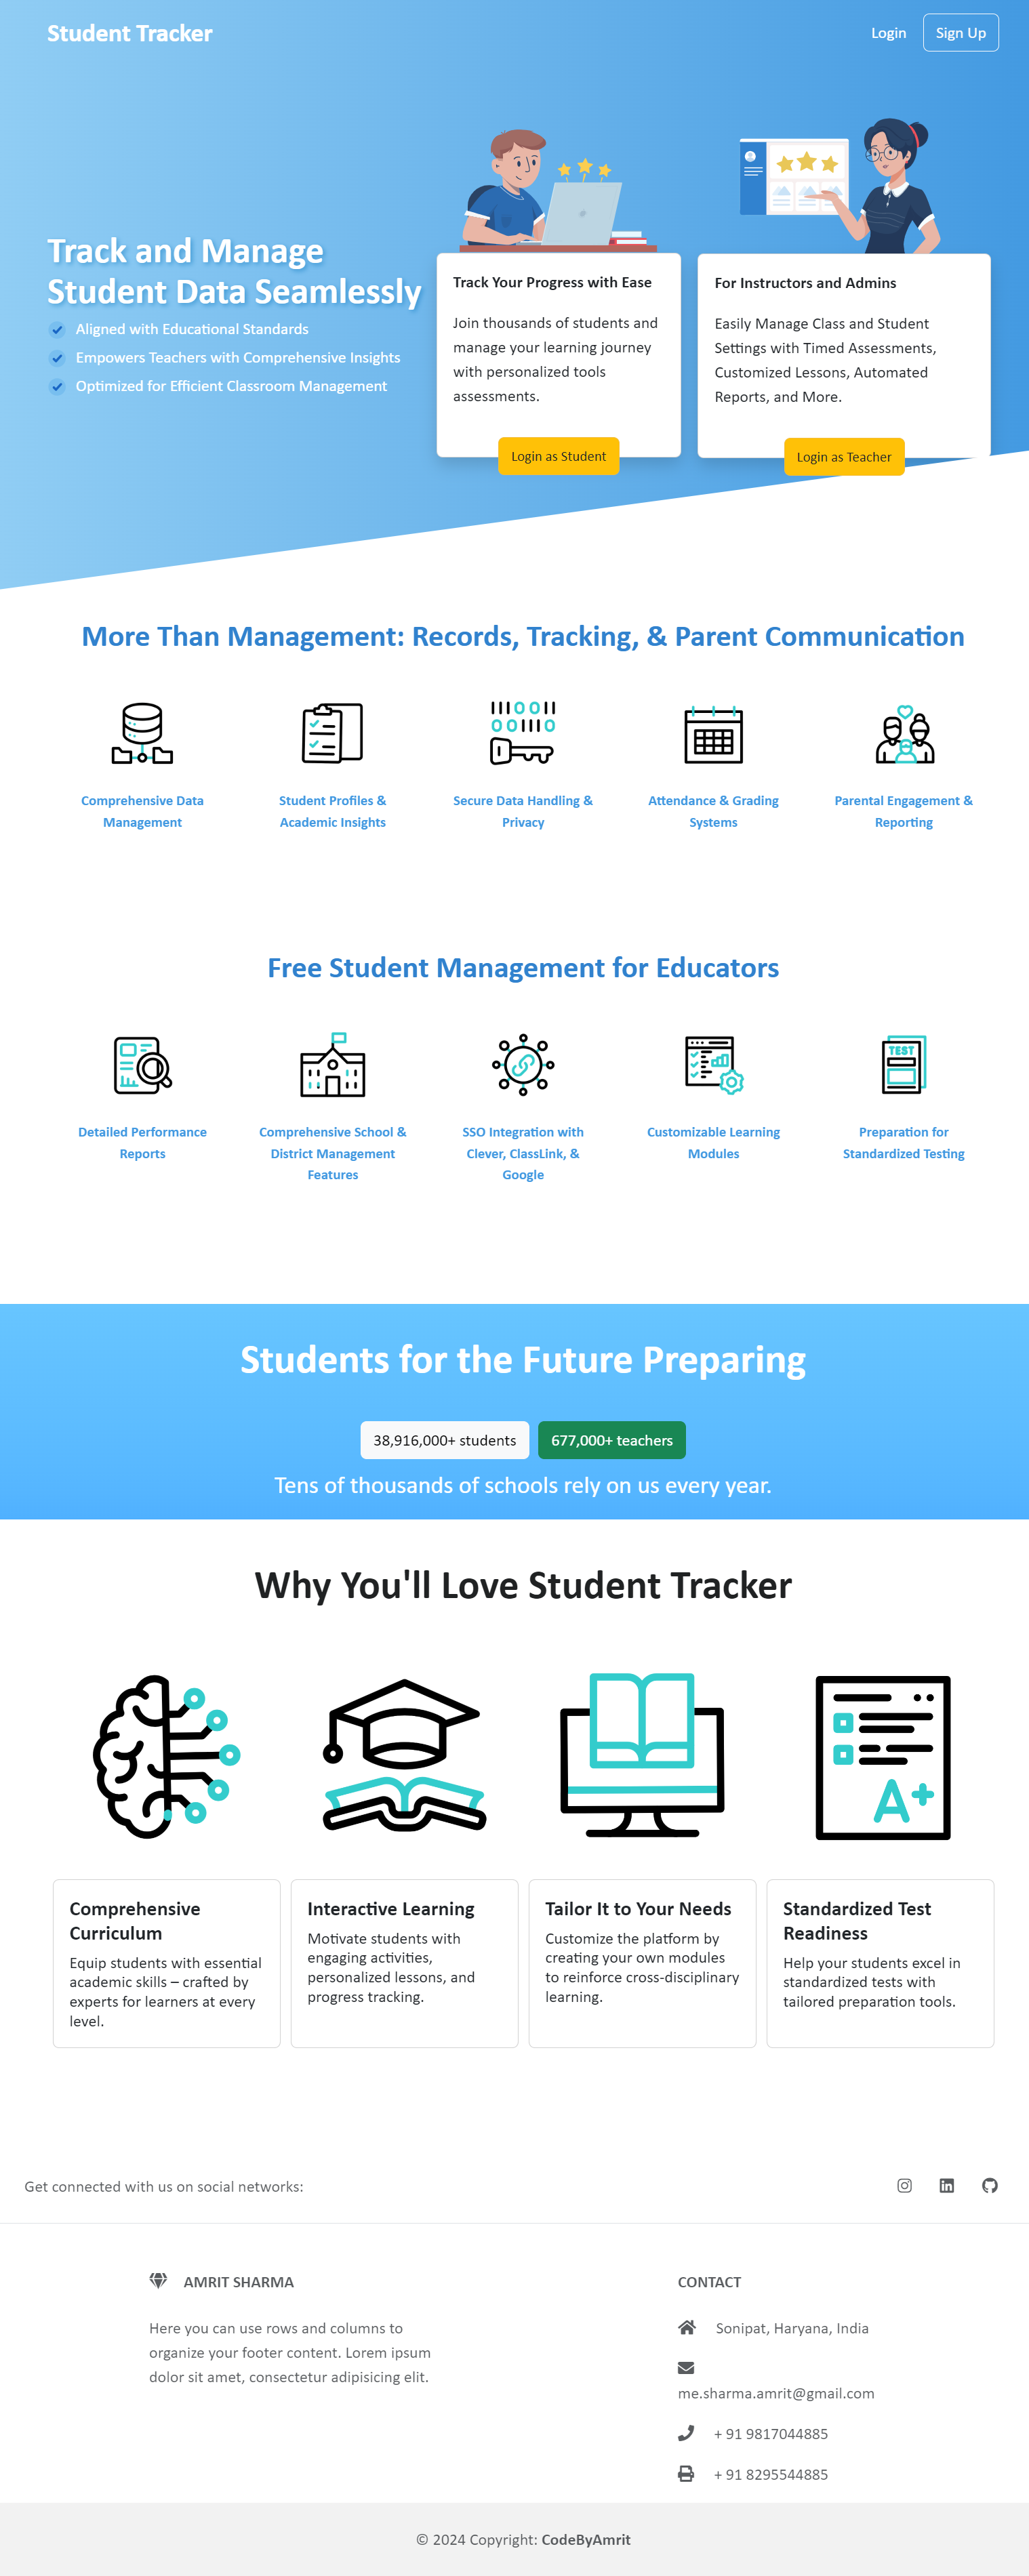 Student Tracker
Login
Sign Up
Track and Manage
Student Data Seamlessly
Aligned with Educational Standards
Empowers Teachers with Comprehensive Insights
Optimized for Efficient Classroom Management
Track Your Progress with Ease
Join thousands of students and
manage your learning journey
with personalized tools
assessments.
Login as Student
For Instructors and Admins
Easily Manage Class and Student
Settings with Timed Assessments,
Customized Lessons, Automated
Reports, and More.
Login as Teacher
More Than Management: Records, Tracking, & Parent Communication
Comprehensive Data
Management
Student Profiles &
Academic Insights
Secure Data Handling &
Privacy
Attendance & Grading
Systems
Parental Engagement &
Reporting
Free Student Management for Educators
Detailed Performance
Reports
Comprehensive School &
District Management
Features
SSO Integration with
Clever, ClassLink, &
Google
Customizable Learning
Modules
TEST
Preparation for
Standardized Testing
Students for the Future Preparing
38,916,000+ students
677,000+ teachers
Tens of thousands of schools rely on us every year.
Why You'll Love Student Tracker
A+
Comprehensive
Curriculum
Equip students with essential
academic skills – crafted by
experts for learners at every
level.
Interactive Learning
Motivate students with
engaging activities,
personalized lessons, and
progress tracking.
Tailor It to Your Needs
Customize the platform by
creating your own modules
to reinforce cross-disciplinary
learning.
Standardized Test
Readiness
Help your students excel in
standardized tests with
tailored preparation tools.
Get connected with us on social networks:
AMRIT SHARMA
Here you can use rows and columns to
organize your footer content. Lorem ipsum
dolor sit amet, consectetur adipisicing elit.
CONTACT
Sonipat, Haryana, India
me.sharma.amrit@gmail.com
+ 91 9817044885
+ 91 8295544885
© 2024 Copyright: CodeByAmrit